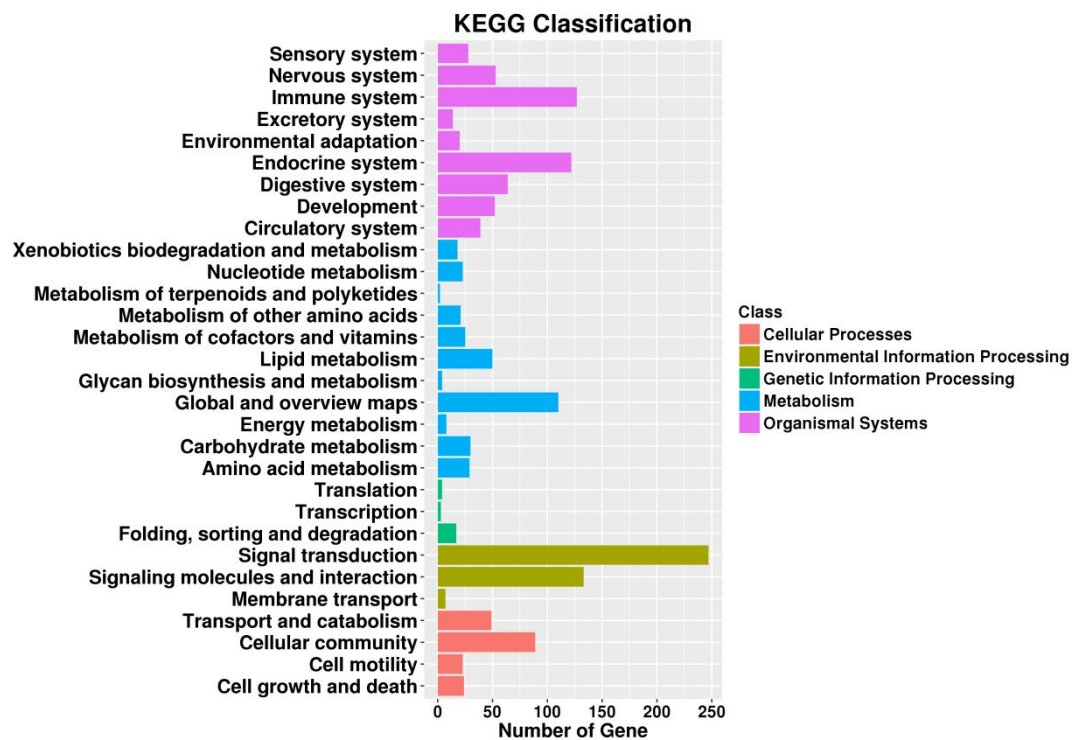 KEGG Classification
Sensory system
Nervous system
Immune system
Excretory system
Environmental adaptation
Endocrine system
Digestive system
Development
Circulatory system
Xenobiotics biodegradation and metabolism
Nucleotide metabolism
Metabolism of terpenoids and polyketides
Metabolism of other amino acids
Metabolism of cofactors and vitamins
Lipid metabolism
Glycan biosynthesis and metabolism
Global and overview maps
Energy metabolism
Carbohydrate metabolism
Amino acid metabolism
Translation
Transcription
Folding, sorting and degradation
Signal transduction
Signaling molecules and interaction
Membrane transport
Transport and catabolism
Cellular community
Cell motility
Cell growth and death
0 50 100 150 200 250
Number of Gene
Class
Cellular Processes
Environmental Information Processing
Genetic Information Processing
Metabolism
Organismal Systems